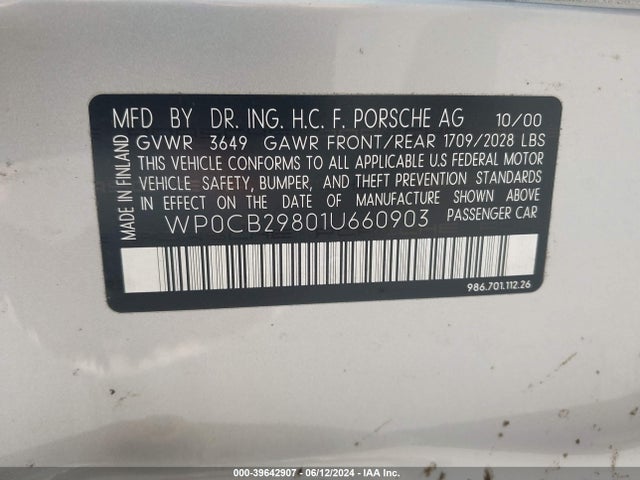 MFD BY DR. ING. H.C. F. PORSCHE AG 10/00
GVWR 3649 GAWR FRONT/REAR 1709/2028 LBS
THIS VEHICLE CONFORMS TO ALL APPLICABLE U.S FEDERAL MOTOR
VEHICLE SAFETY, BUMPER, AND THEFT PREVENTION STANDARDS
IN EFFECT ON THE DATE OF MANUFACTURE SHOWN ABOVE
WP0CB29801U660903 PASSENGER CAR
MADE IN FINLAND
986.701.112.26
000-39642907 - 06/12/2024 - IAA Inc.